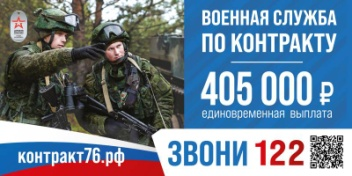 ВОЕННАЯ СЛУЖБА
ПО КОНТРАКТУ
405 000 ₽
единовременная выплата
контракт76.рф
ЗВОНИ 122